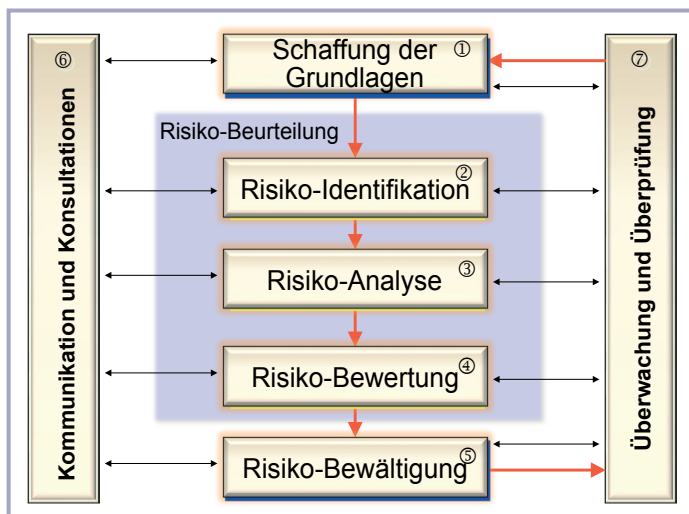 ⑥
Kommunikation und Konsultationen
Schaffung der ①
Grundlagen
Risiko-Beurteilung
Risiko-Identifikation ②
Risiko-Analyse ③
Risiko-Bewertung ④
Risiko-Bewältigung ⑤
⑦
Überwachung und Überprüfung